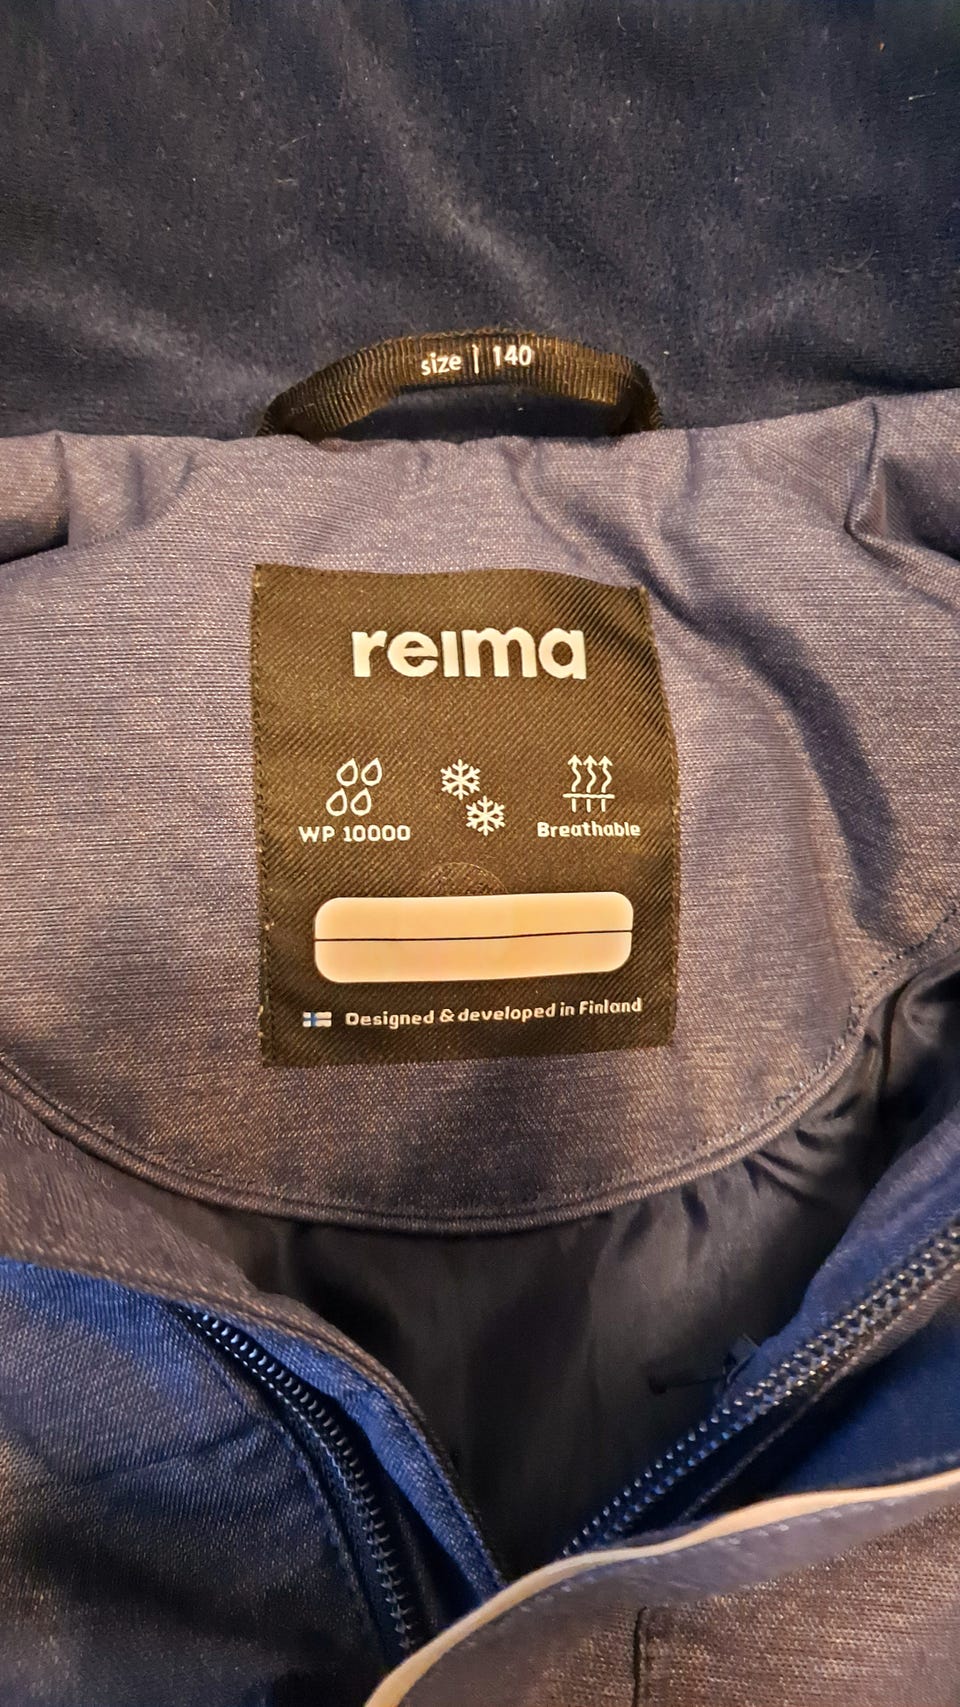 size | 140
reima
WP 10000
Breathable
Designed & developed in Finland